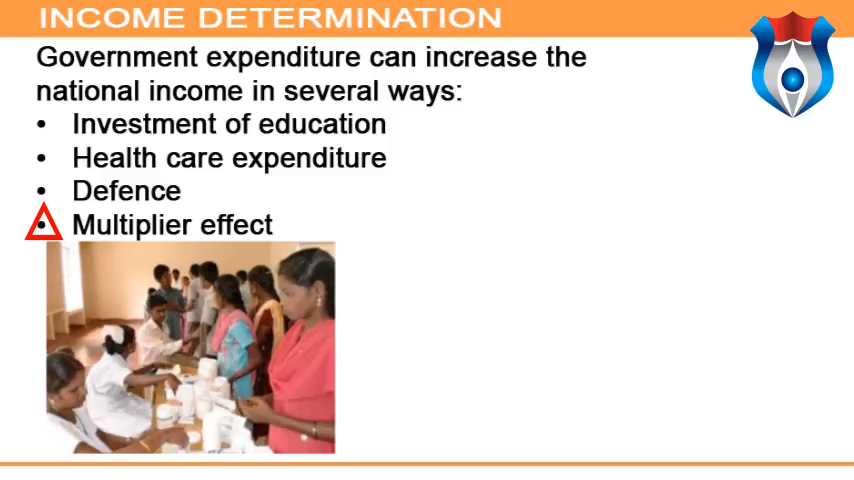 INCOME DETERMINATION
Government expenditure can increase the
national income in several ways:
• Investment of education
• Health care expenditure
• Defence
• Multiplier effect